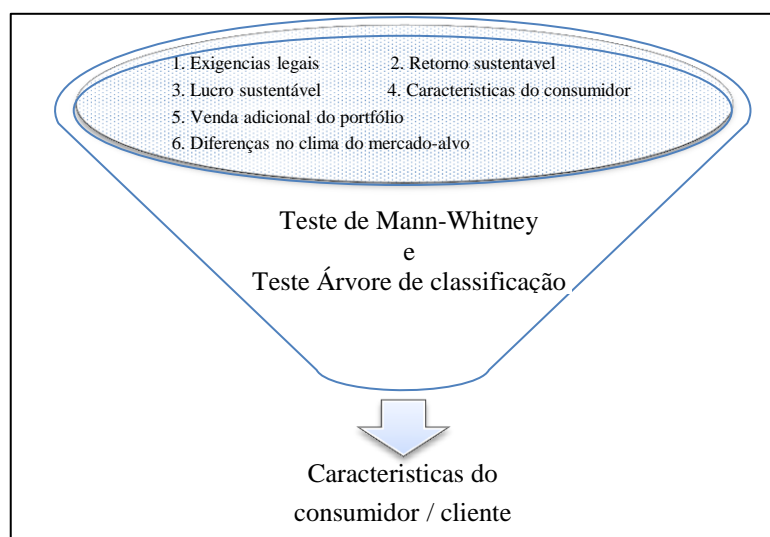 1. Exigencias legais 2. Retorno sustentavel
3. Lucro sustentável 4. Caracteristicas do consumidor
5. Venda adicional do portfólio
6. Diferenças no clima do mercado-alvo
Teste de Mann-Whitney
e
Teste Árvore de classificação
Caracteristicas do
consumidor / cliente